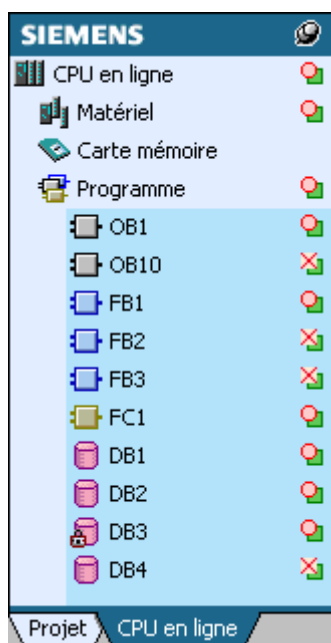 SIEMENS
CPU en ligne
Matériel
Carte mémoire
Programme
OB1
OB10
FB1
FB2
FB3
FC1
DB1
DB2
DB3
DB4
Projet CPU en ligne